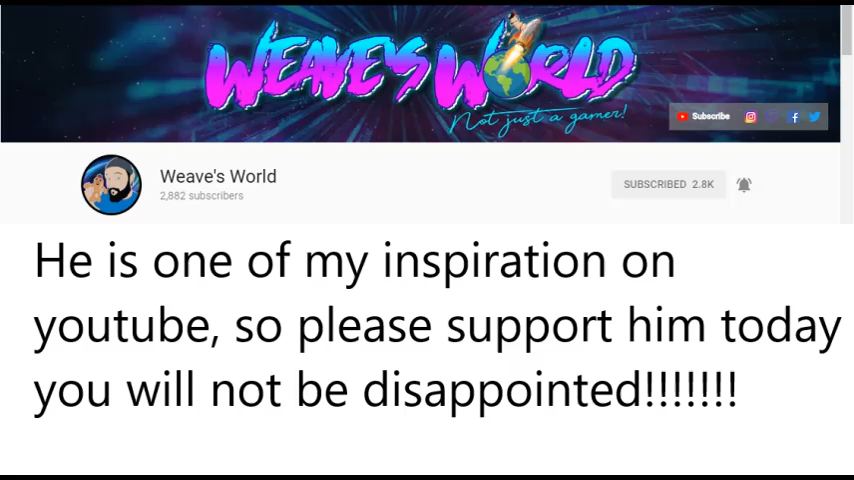 WEAVE'S WORLD
Not just a gamer!
Subscribe
Weave's World
2,882 subscribers
SUBSCRIBED 2.8K
He is one of my inspiration on
youtube, so please support him today
you will not be disappointed!!!!!!!